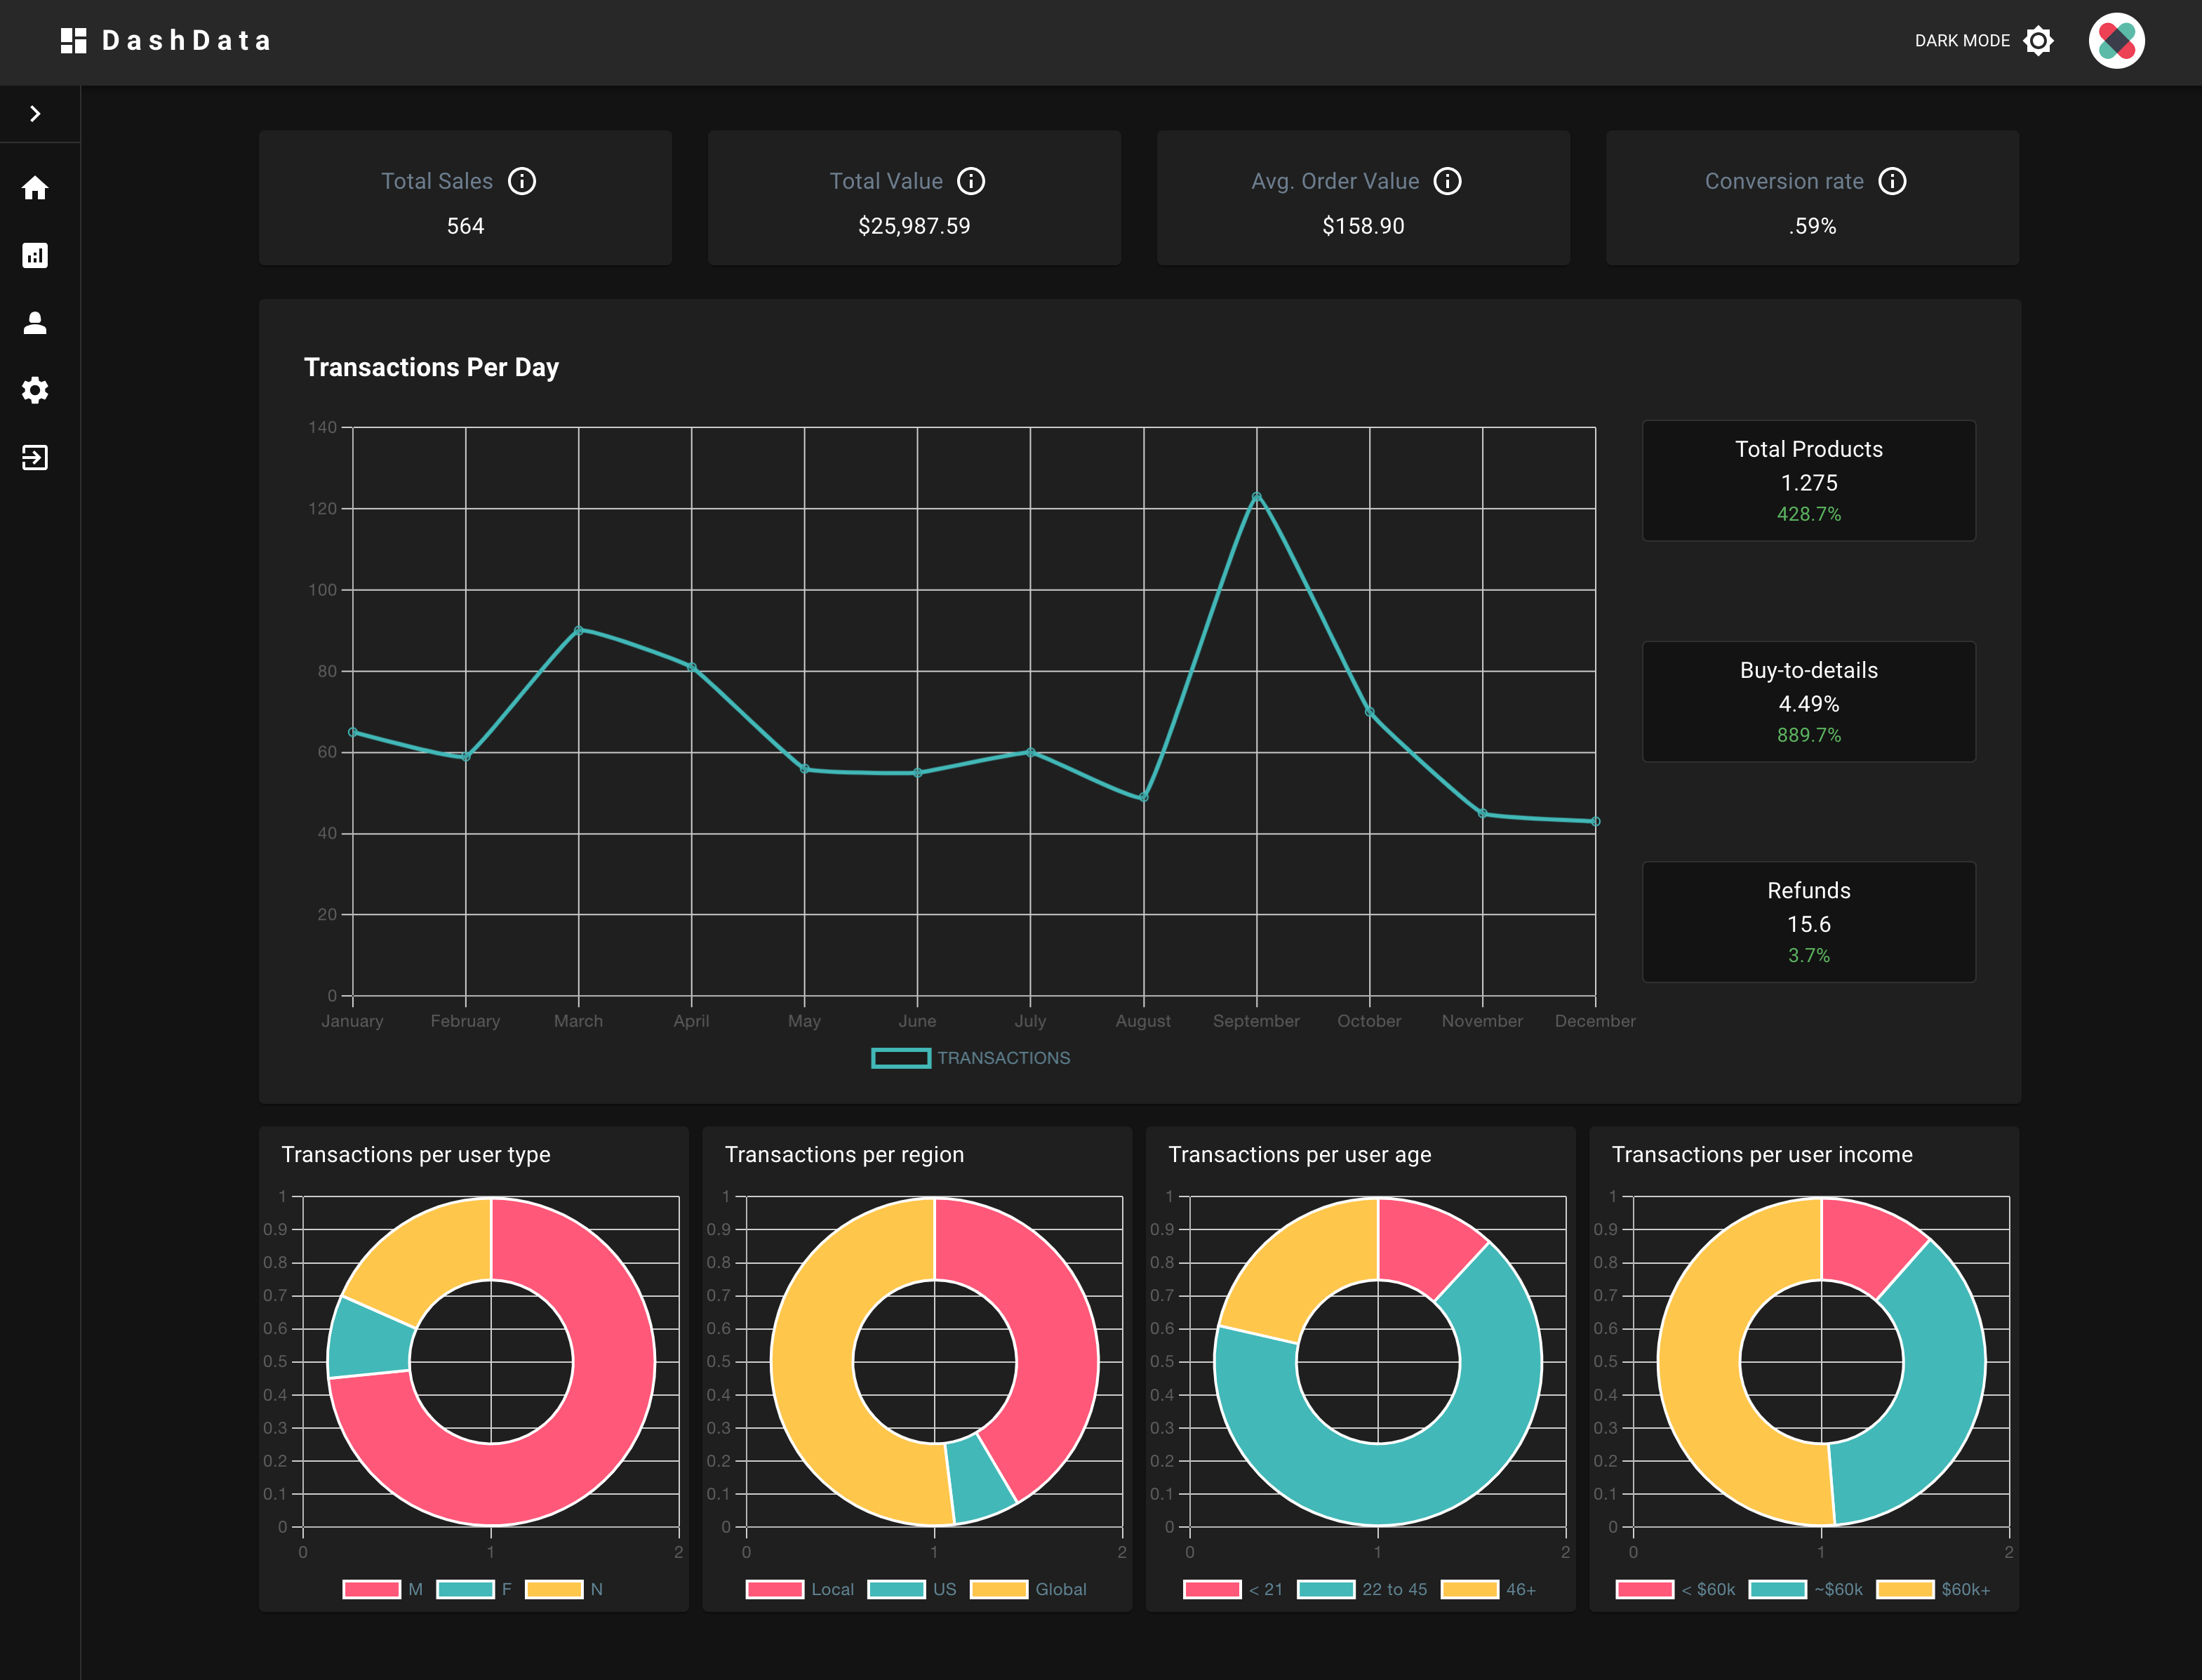 DashData
DARK MODE
Total Sales
564
Total Value
$25,987.59
Avg. Order Value
$158.90
Conversion rate
.59%
Transactions Per Day
140
120
100
80
60
40
20
0
January February March April May June July August September October November December
TRANSACTIONS
Total Products
1.275
428.7%
Buy-to-details
4.49%
889.7%
Refunds
15.6
3.7%
Transactions per user type
1
0.9
0.8
0.7
0.6
0.5
0.4
0.3
0.2
0.1
0
0 1 2
M F N
Transactions per region
1
0.9
0.8
0.7
0.6
0.5
0.4
0.3
0.2
0.1
0
0 1 2
Local US Global
Transactions per user age
1
0.9
0.8
0.7
0.6
0.5
0.4
0.3
0.2
0.1
0
0 1 2
< 21 22 to 45 46+
Transactions per user income
1
0.9
0.8
0.7
0.6
0.5
0.4
0.3
0.2
0.1
0
0 1 2
< $60k ~$60k $60k+